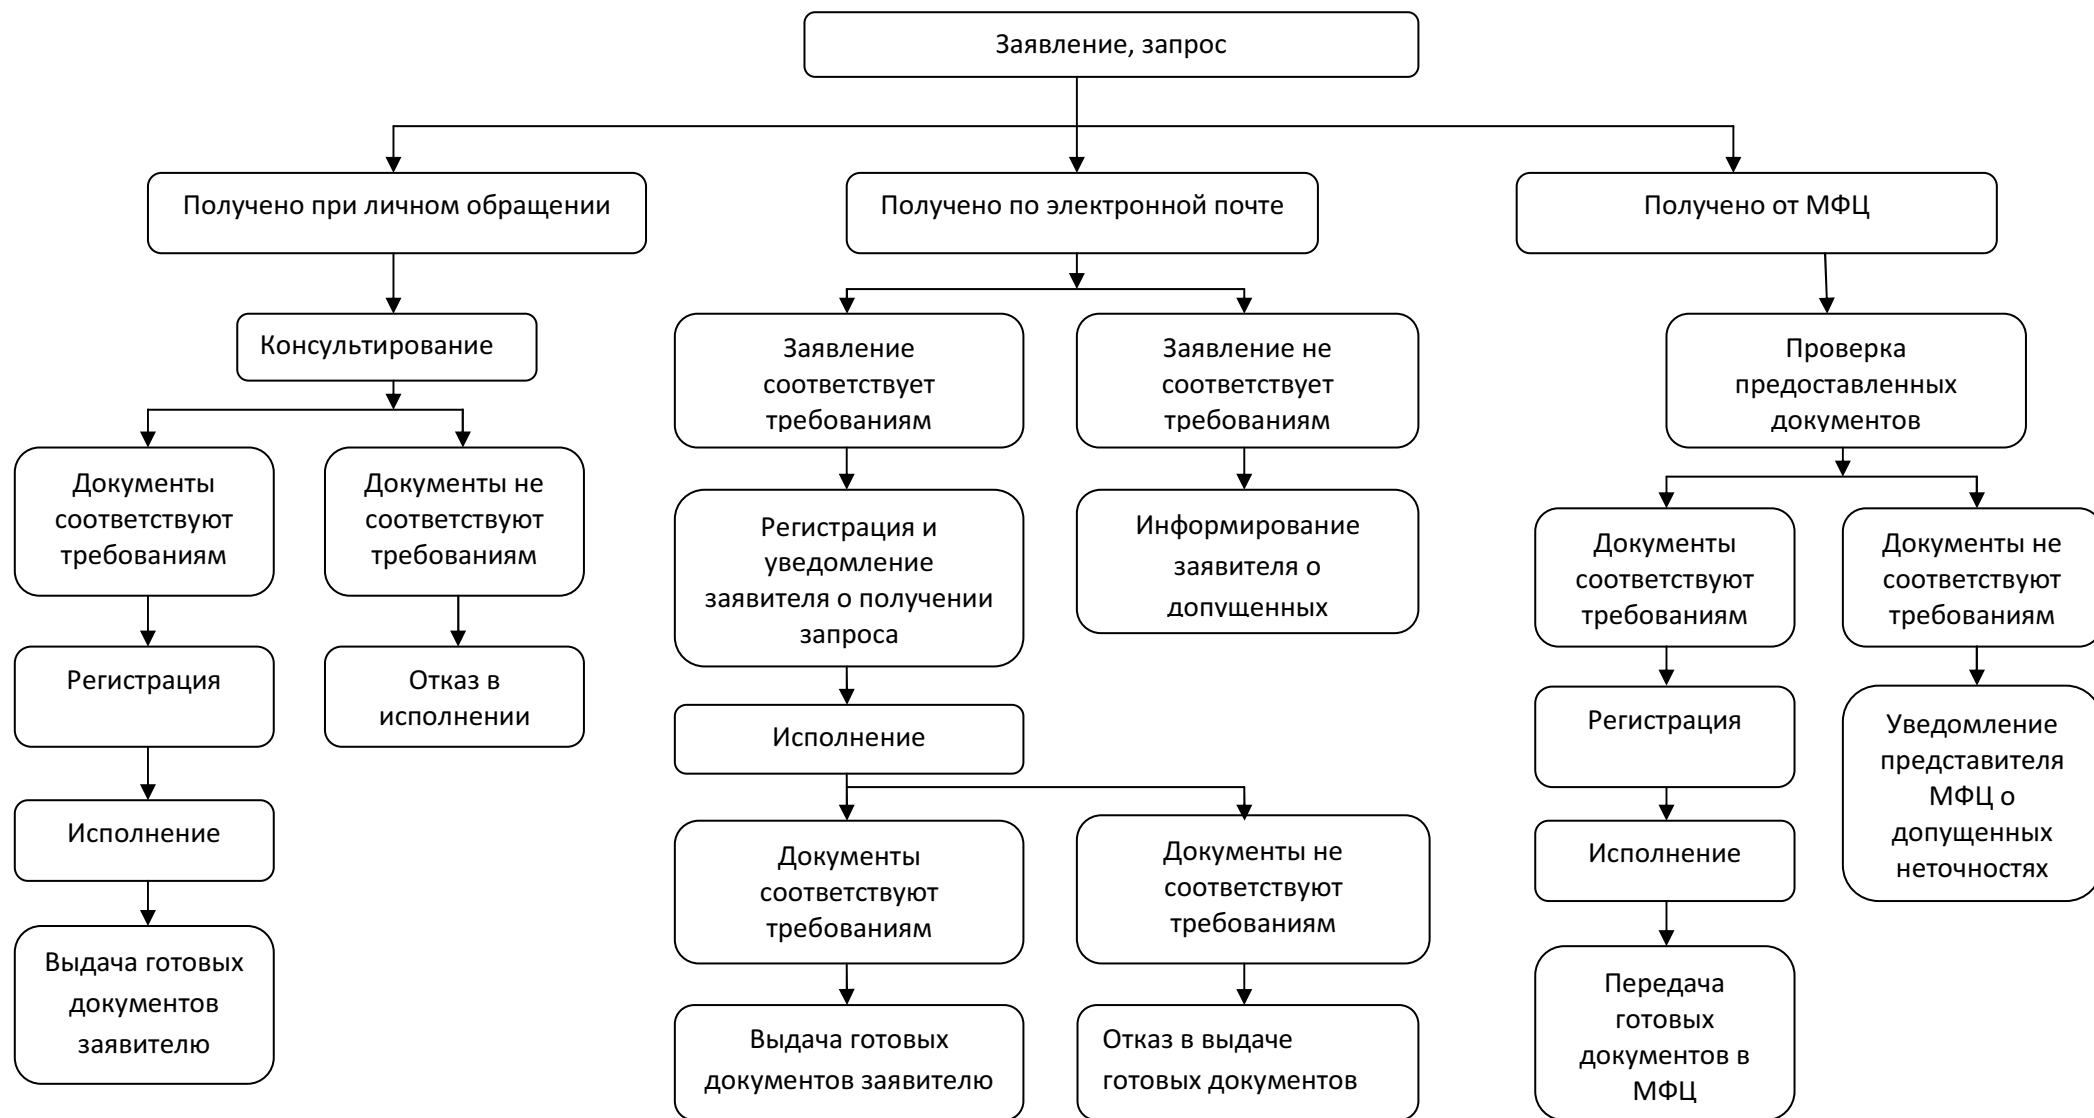 Заявление, запрос
Получено при личном обращении
Получено по электронной почте
Получено от МФЦ
Консультирование
Заявление
соответствует
требованиям
Заявление не
соответствует
требованиям
Проверка
предоставленных
документов
Документы
соответствуют
требованиям
Документы не
соответствуют
требованиям
Регистрация и
уведомление
заявителя о получении
запроса
Информирование
заявителя о
допущенных
Документы
соответствуют
требованиям
Документы не
соответствуют
требованиям
Регистрация
Отказ в
исполнении
Исполнение
Регистрация
Уведомление
представителя
МФЦ о
допущенных
неточностях
Исполнение
Документы
соответствуют
требованиям
Документы не
соответствуют
требованиям
Исполнение
Выдача готовых
документов
заявителю
Выдача готовых
документов заявителю
Отказ в выдаче
готовых документов
Передача
готовых
документов в
МФЦ